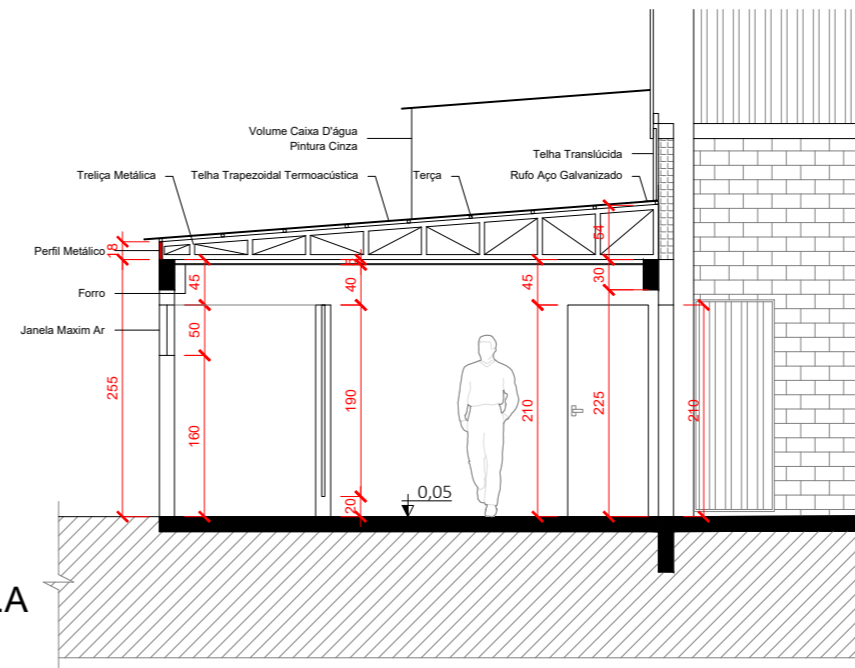 Volume Caixa D'água
Pintura Cinza
Telha Translúcida
Treliça Metálica
Telha Trapezoidal Termoacústica
Terça
Rufo Aço Galvanizado
54
18
Perfil Metálico
45
40
45
30
Forro
50
Janela Maxim Ar
255
190
210
225
210
160
20
0,05